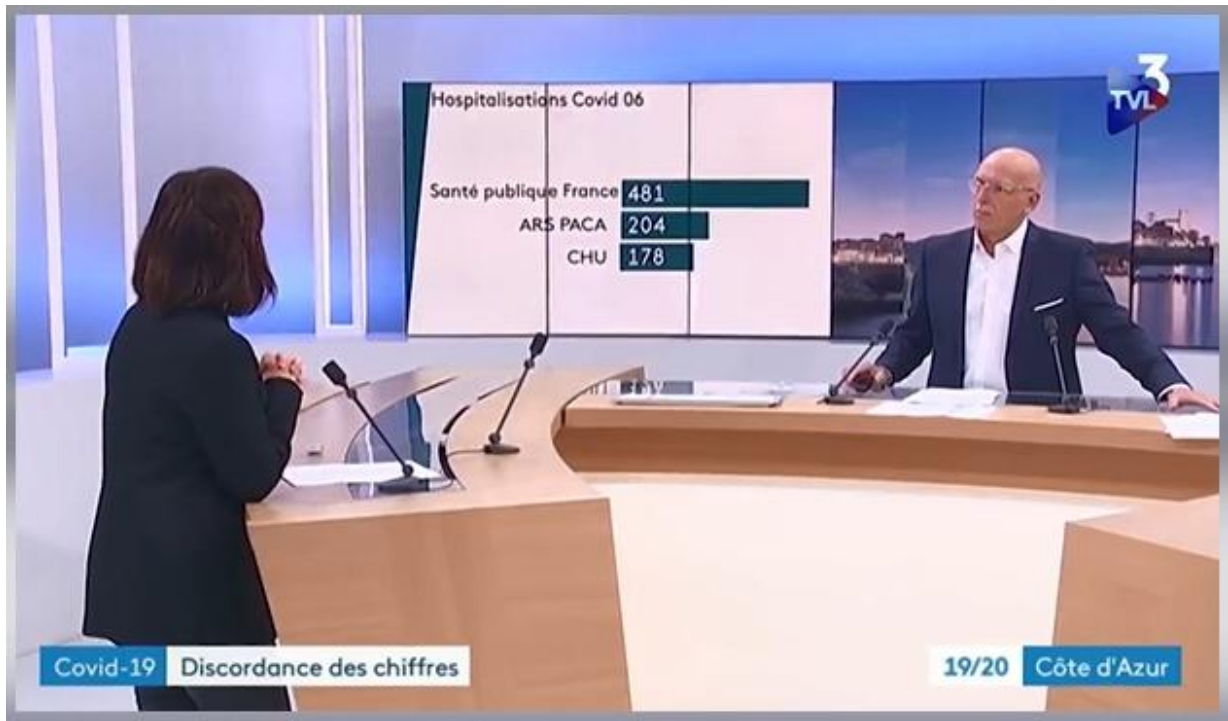 3
TVL
Hospitalisations Covid 06
Santé publique France 481
ARS PACA 204
CHU 178
Covid-19 Discordance des chiffres
19/20 Côte d'Azur